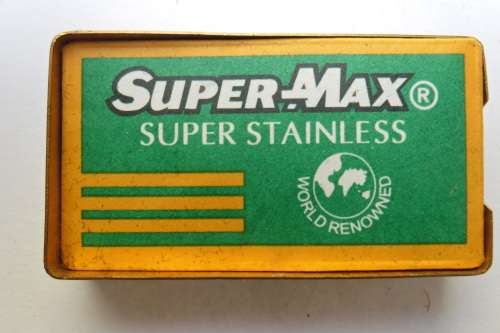 SUPER-MAX®
SUPER STAINLESS
WORLD RENOWNED